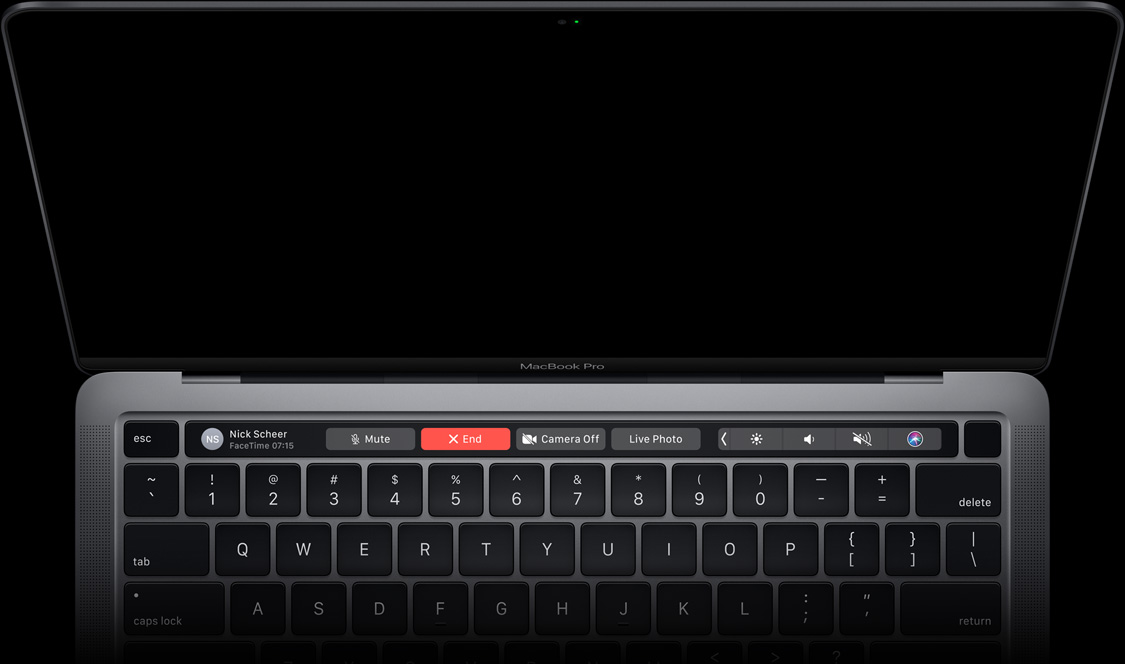 MacBook Pro
esc
NS
Nick Scheer
FaceTime 07:15
Mute
End
Camera Off
Live Photo
~ ! @ # $ % ^ & * ( ) — +
` 1 2 3 4 5 6 7 8 9 0 - = delete
tab Q W E R T Y U I O P { [ } ] | \
caps lock A S D F G H J K L : ; " ' return
< > ?